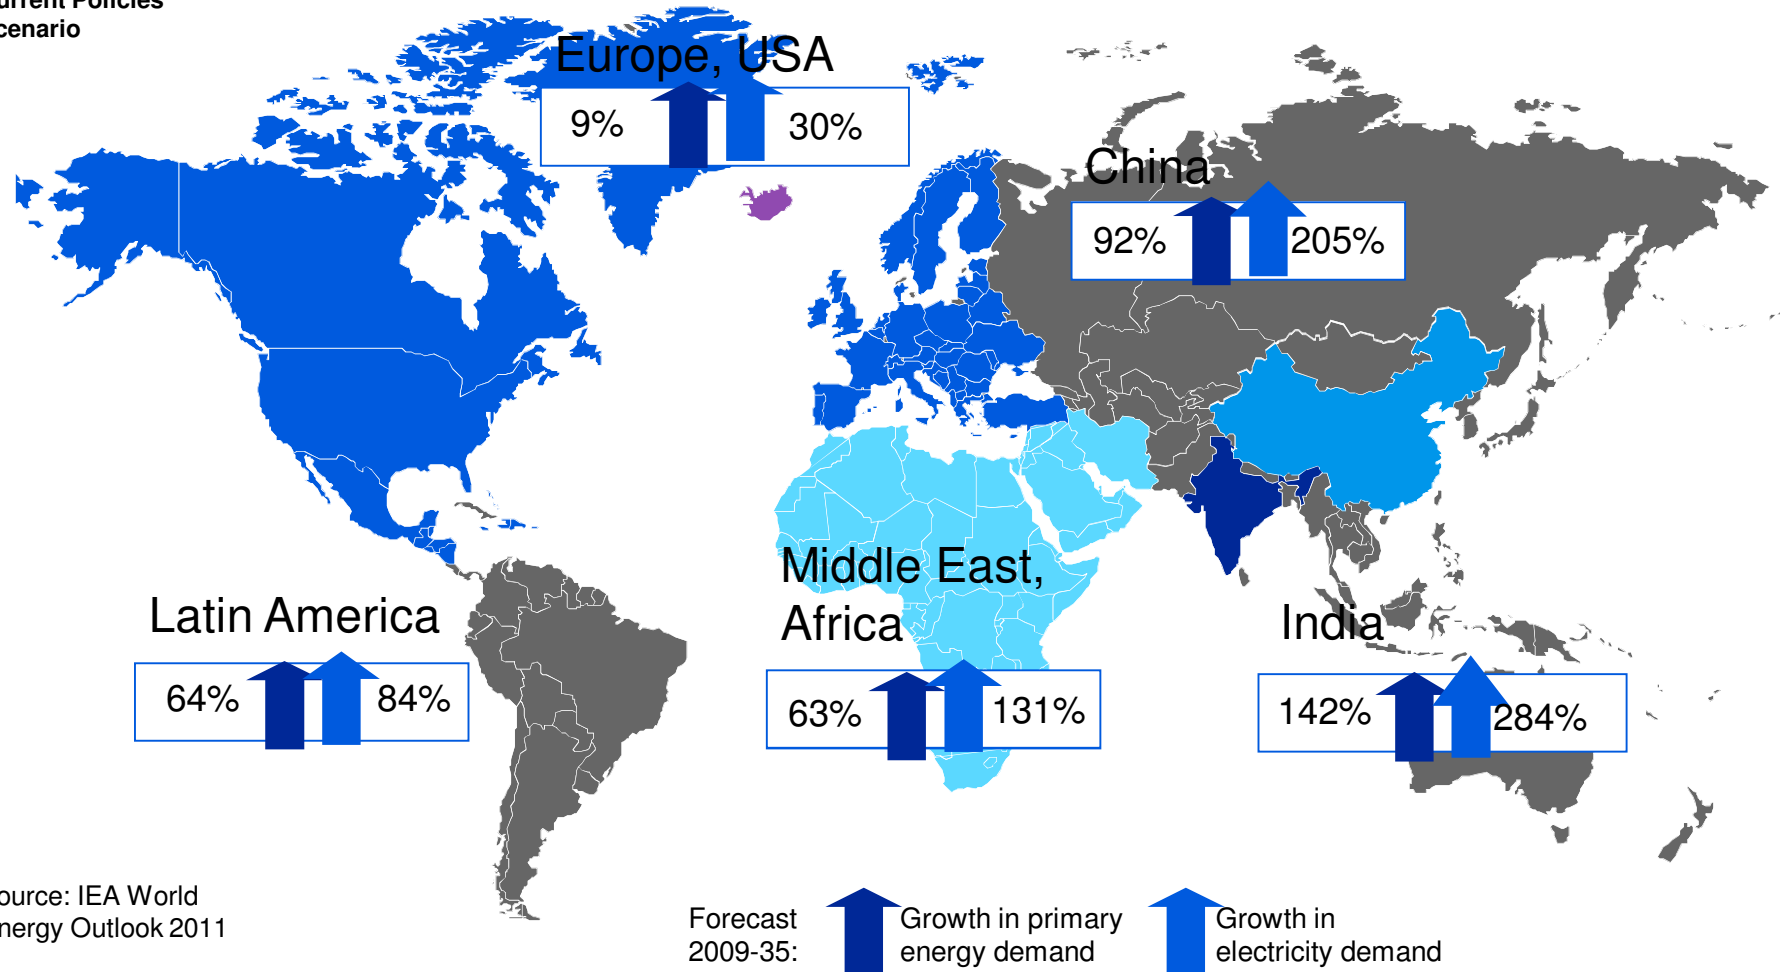 urrent Policies
cenario
Europe, USA
9%
30%
China
92%
205%
Middle East,
Africa
63%
131%
Latin America
64%
84%
India
142%
284%
ource: IEA World
nergy Outlook 2011
Forecast
2009-35:
Growth in primary
energy demand
Growth in
electricity demand